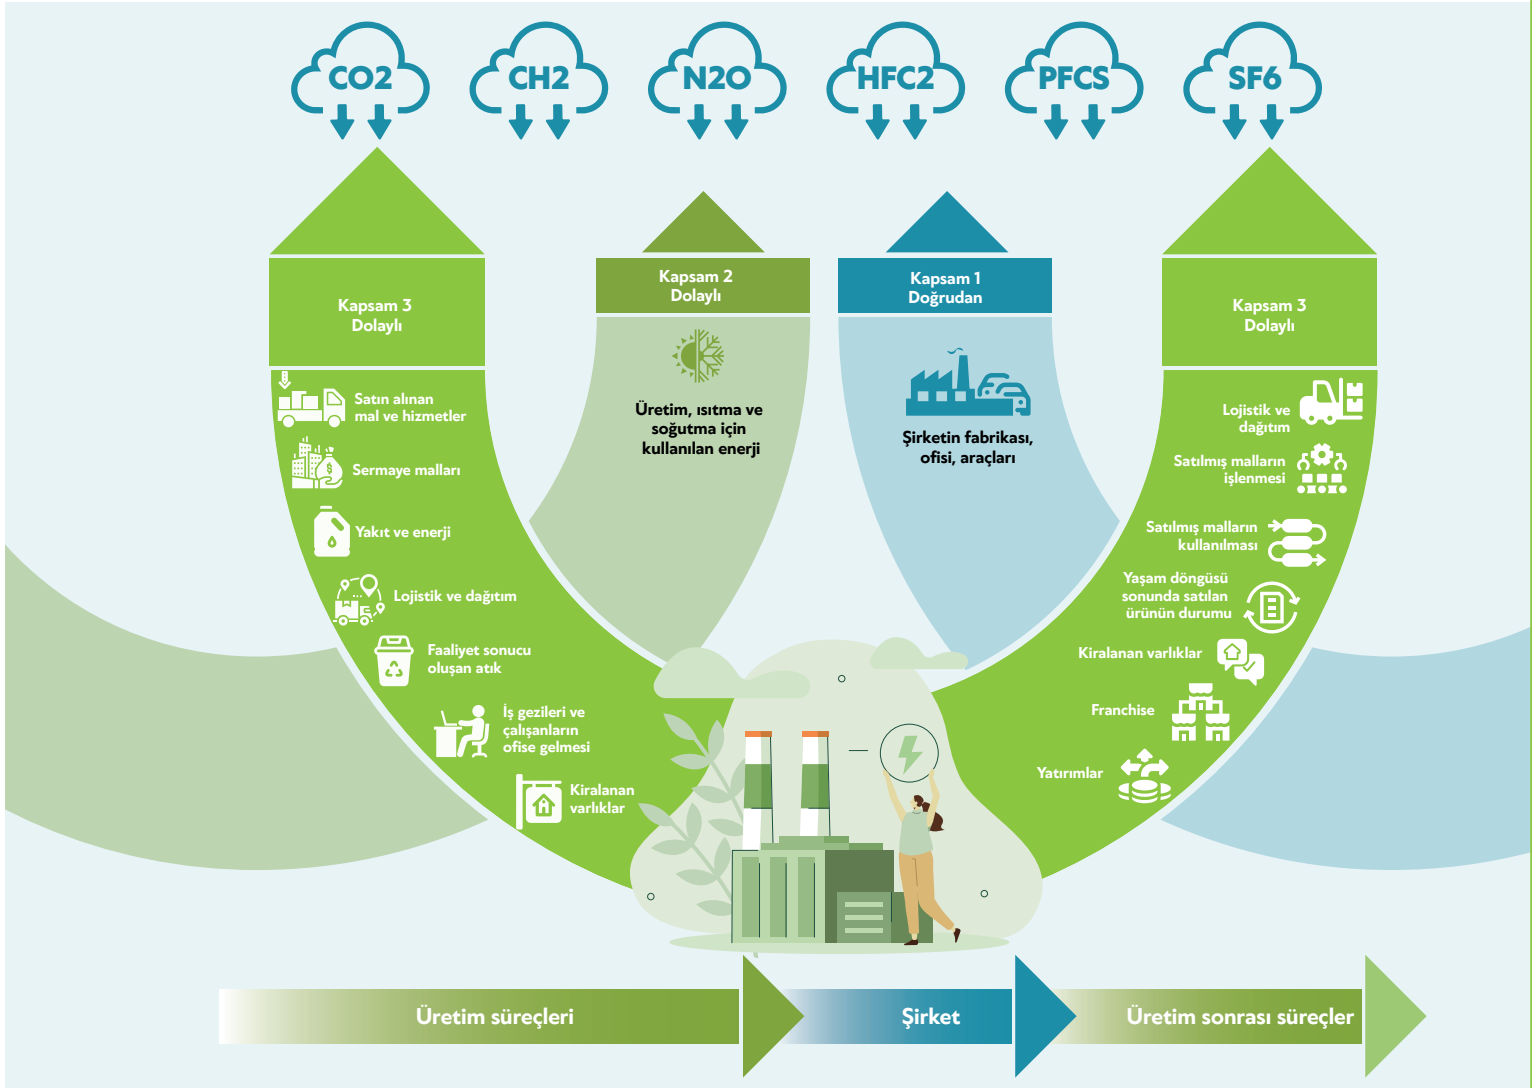 CO2
CH2
N2O
HFC2
PFCS
SF6
Kapsam 3
Dolaylı
Satın alınan
mal ve hizmetler
Sermaye malları
Yakıt ve enerji
Lojistik ve dağıtım
Faaliyet sonucu
oluşan atık
İş gezileri ve
çalışanların
ofise gelmesi
Kiralanan
varlıklar
Kapsam 2
Dolaylı
Üretim, ısıtma ve
soğutma için
kullanılan enerji
Kapsam 1
Doğrudan
Şirketin fabrikası,
ofisi, araçları
Kapsam 3
Dolaylı
Lojistik ve
dağıtım
Satılmış malların
işlenmesi
Satılmış malların
kullanılması
Yaşam döngüsü
sonunda satılan
ürünün durumu
Kiralanan varlıklar
Franchise
Yatırımlar
Üretim süreçleri
Şirket
Üretim sonrası süreçler